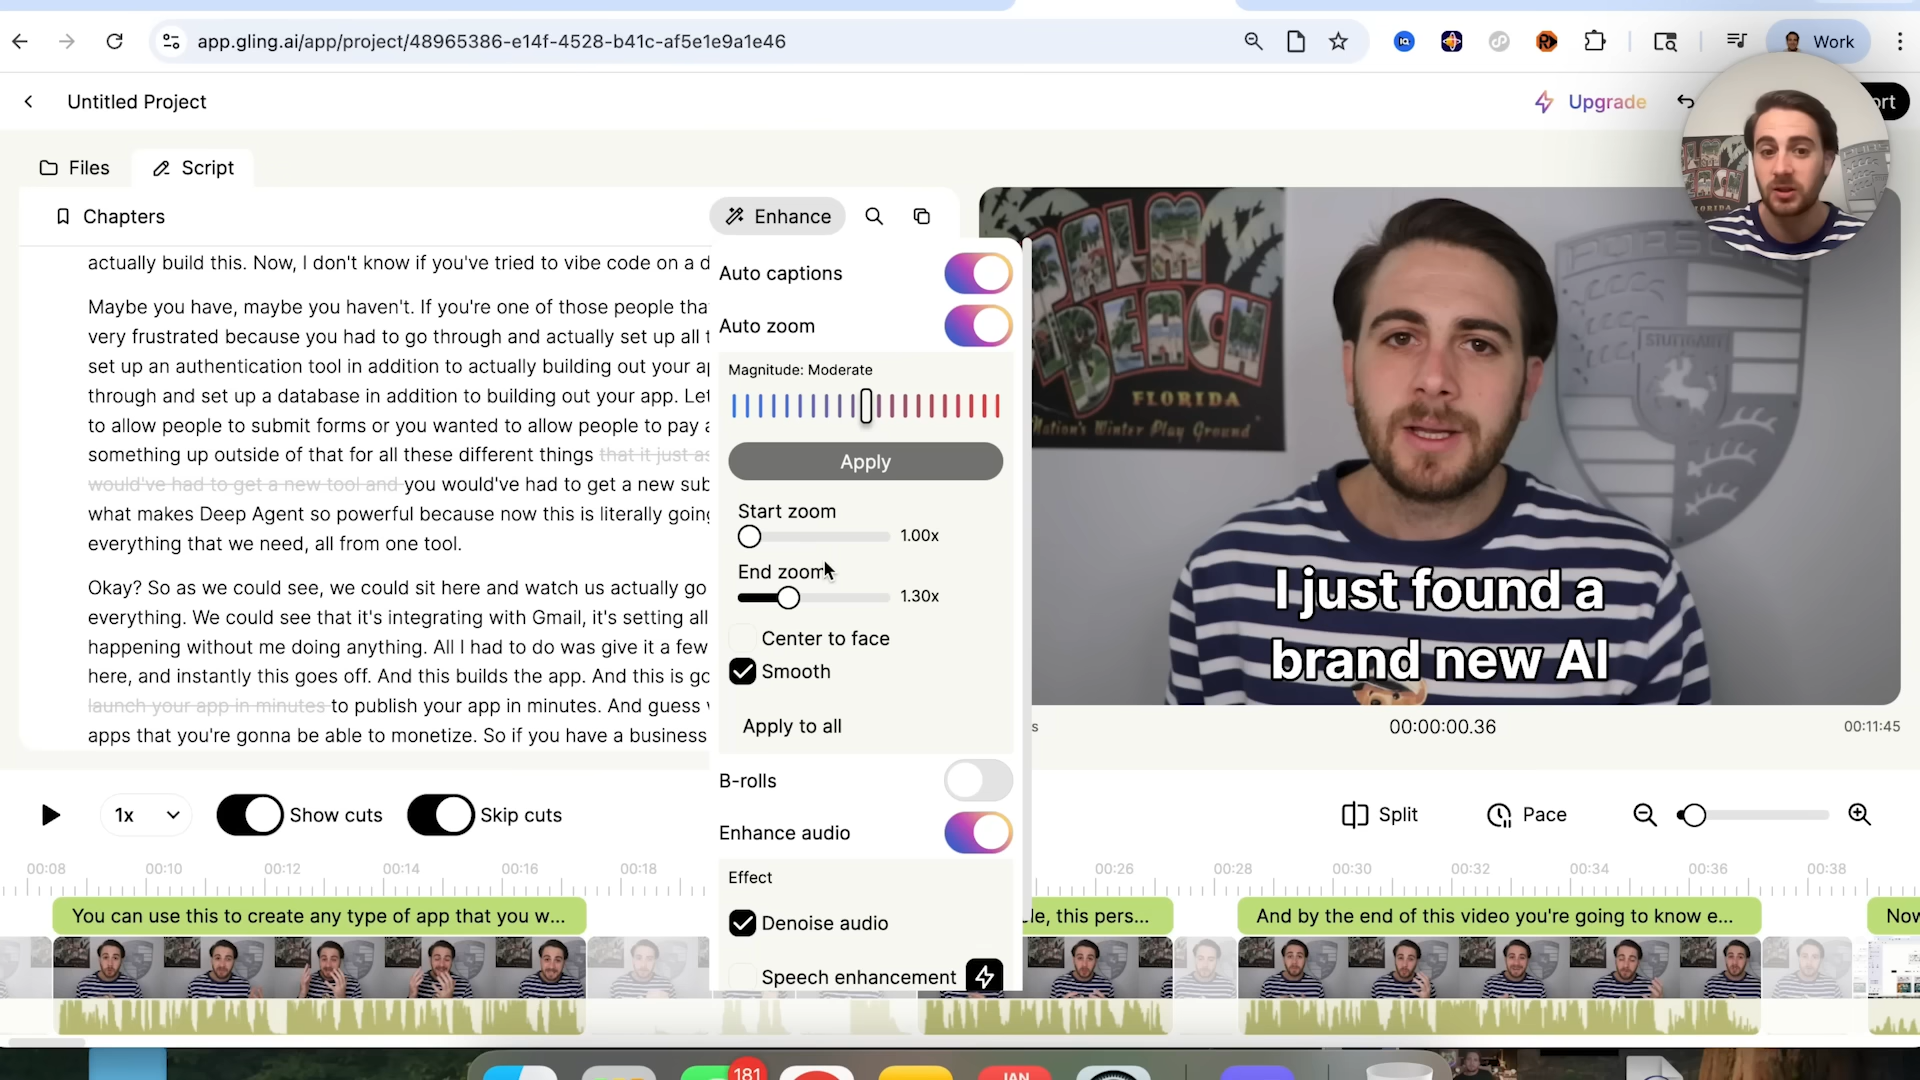 app.gling.ai/app/project/48965386-e14f-4528-b41c-af5e1e9a1e46
Work
Untitled Project
Upgrade
Files
Script
Chapters
Enhance
actually build this. Now, I don't know if you've tried to vibe code on a d
Maybe you have, maybe you haven't. If you're one of those people tha
very frustrated because you had to go through and actually set up all t
set up an authentication tool in addition to actually building out your ap
through and set up a database in addition to building out your app. Let
to allow people to submit forms or you wanted to allow people to pay a
something up outside of that for all these different things that it just as
would've had to get a new tool and you would've had to get a new sub
what makes Deep Agent so powerful because now this is literally going
everything that we need, all from one tool.
Okay? So as we could see, we could sit here and watch us actually go
everything. We could see that it's integrating with Gmail, it's setting all
happening without me doing anything. All I had to do was give it a few
here, and instantly this goes off. And this builds the app. And this is go
launch your app in minutes to publish your app in minutes. And guess
apps that you're gonna be able to monetize. So if you have a business
Auto captions
Auto zoom
Magnitude: Moderate
Apply
Start zoom
1.00x
End zoom
1.30x
Center to face
Smooth
Apply to all
B-rolls
Enhance audio
Effect
Denoise audio
Speech enhancement
PALM
BEACH
FLORIDA
Nation's Winter Play Ground
STUTTGART
I just found a
brand new AI
00:00:00.36
00:11:45
1x
Show cuts
Skip cuts
Split
Pace
00:08 00:10 00:12 00:14 00:16 00:18 00:26 00:28 00:30 00:32 00:34 00:36 00:38
You can use this to create any type of app that you w...
le, this pers...
And by the end of this video you're going to know e...
Nov
181
JAN